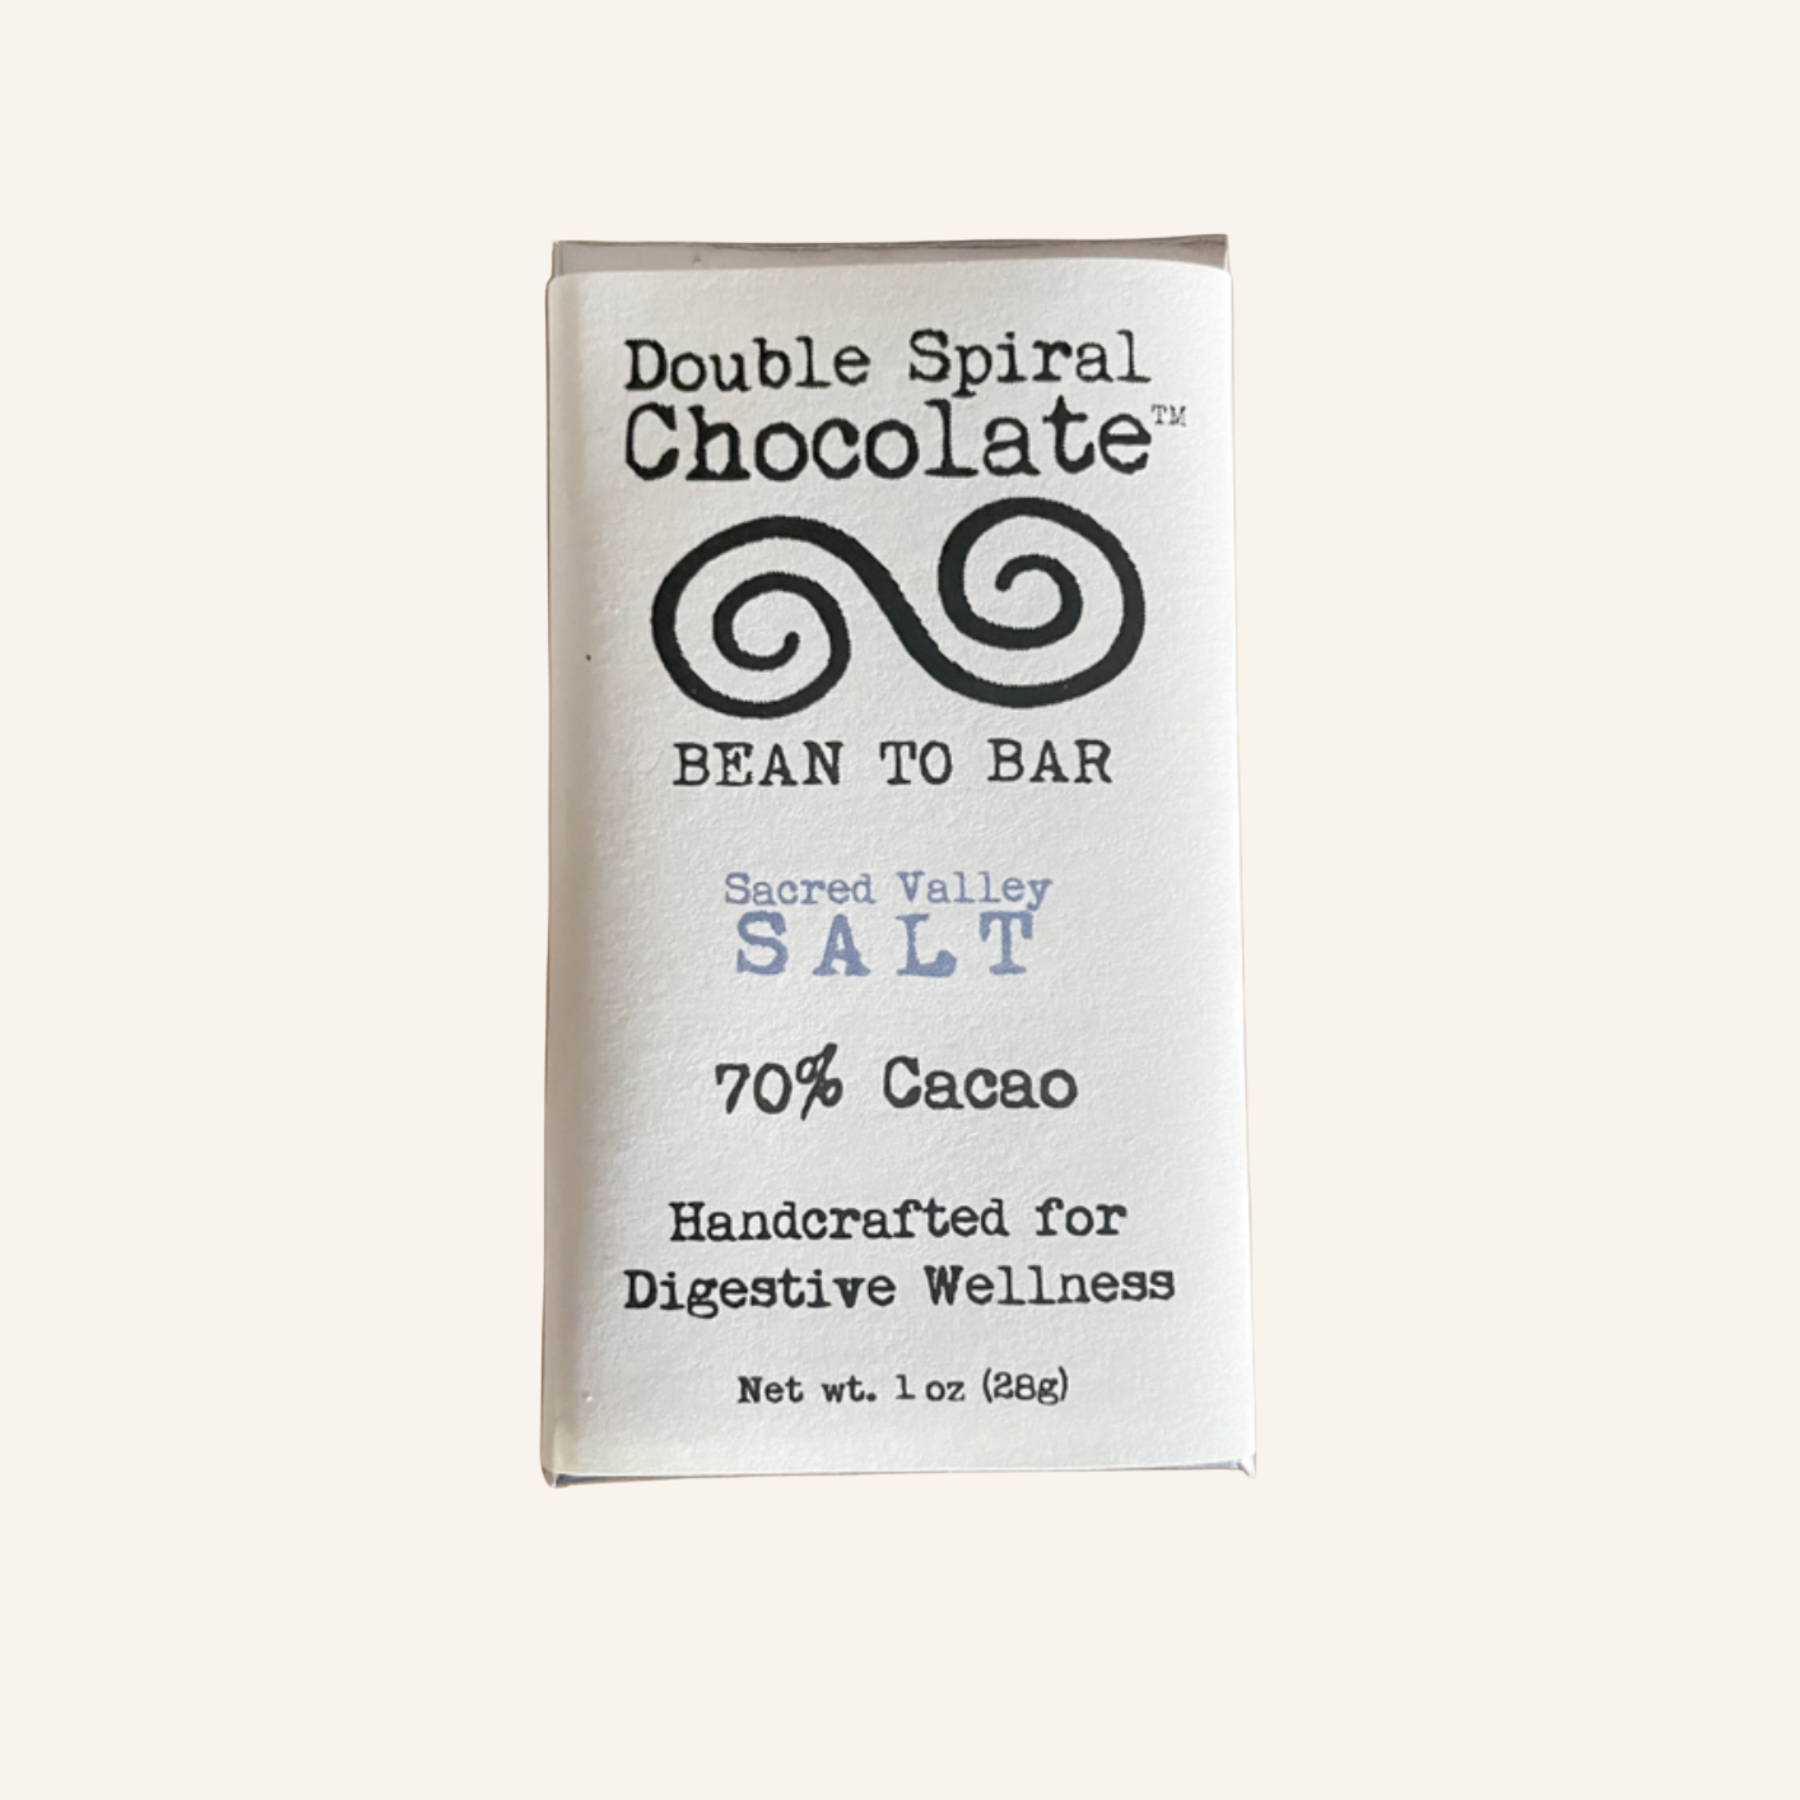 Double Spiral
Chocolate™
BEAN TO BAR
Sacred Valley
SALT
70% Cacao
Handcrafted for
Digestive Wellness
Net wt. 1 oz (28g)